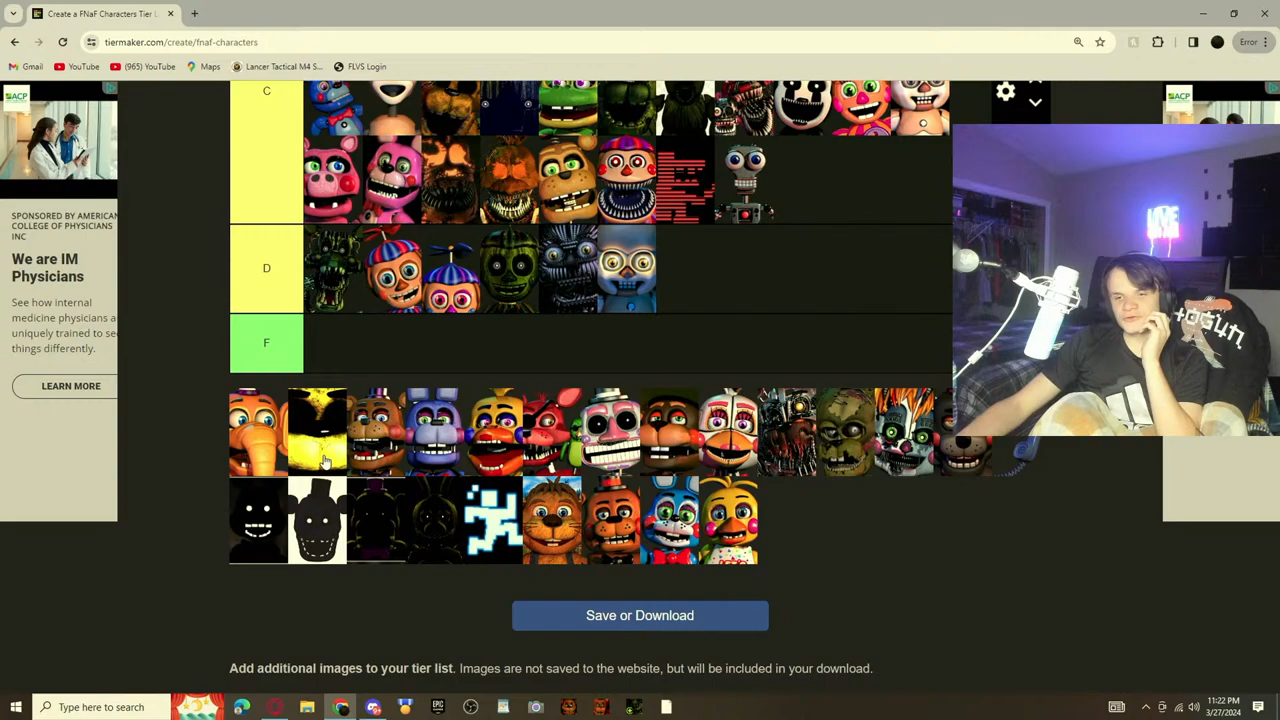 Create a FNaF Characters Tier L
tiermaker.com/create/fnaf-characters
Error
Gmail
YouTube
(965) YouTube
Maps
Lancer Tactical M4 S...
FLVS Login
ACP
C
ACP
LIVE
D
SPONSORED BY AMERICAN
COLLEGE OF PHYSICIANS
INC
We are IM
Physicians
See how internal
medicine physicians a
uniquely trained to see
things differently.
F
LEARN MORE
Save or Download
Add additional images to your tier list. Images are not saved to the website, but will be included in your download.
Type here to search
EPIC
11:22 PM
3/27/2024